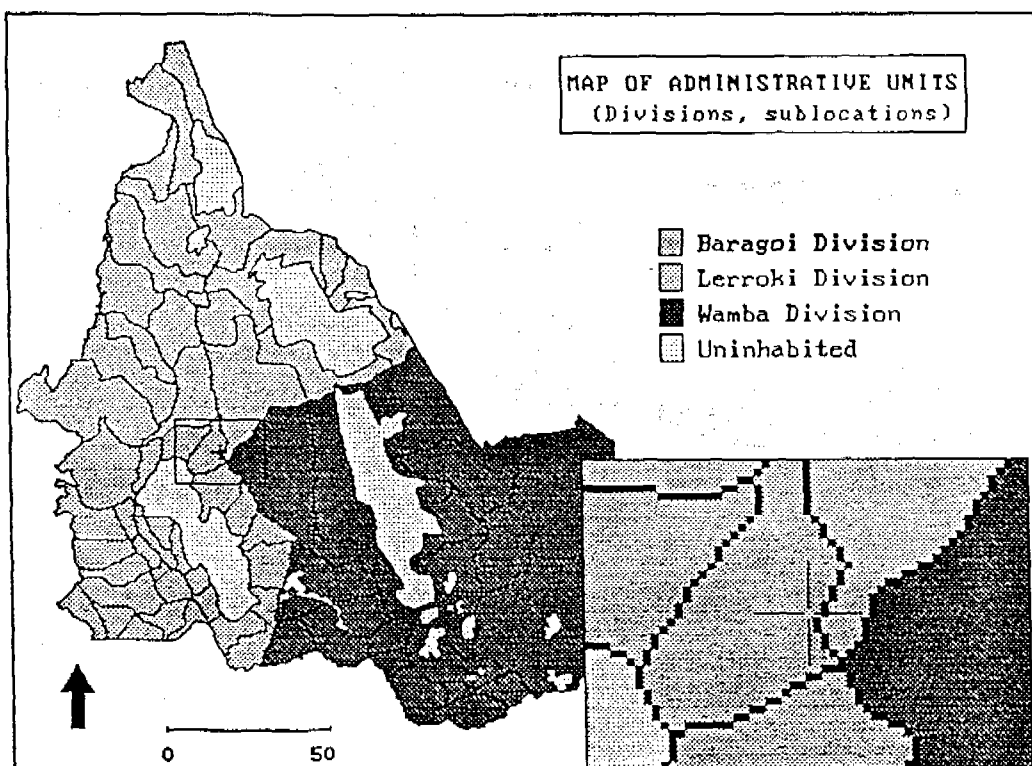 MAP OF ADMINISTRATIVE UNITS
(Divisions, sublocations)
Baragoi Division
Lerroki Division
Wamba Division
Uninhabited
0 50